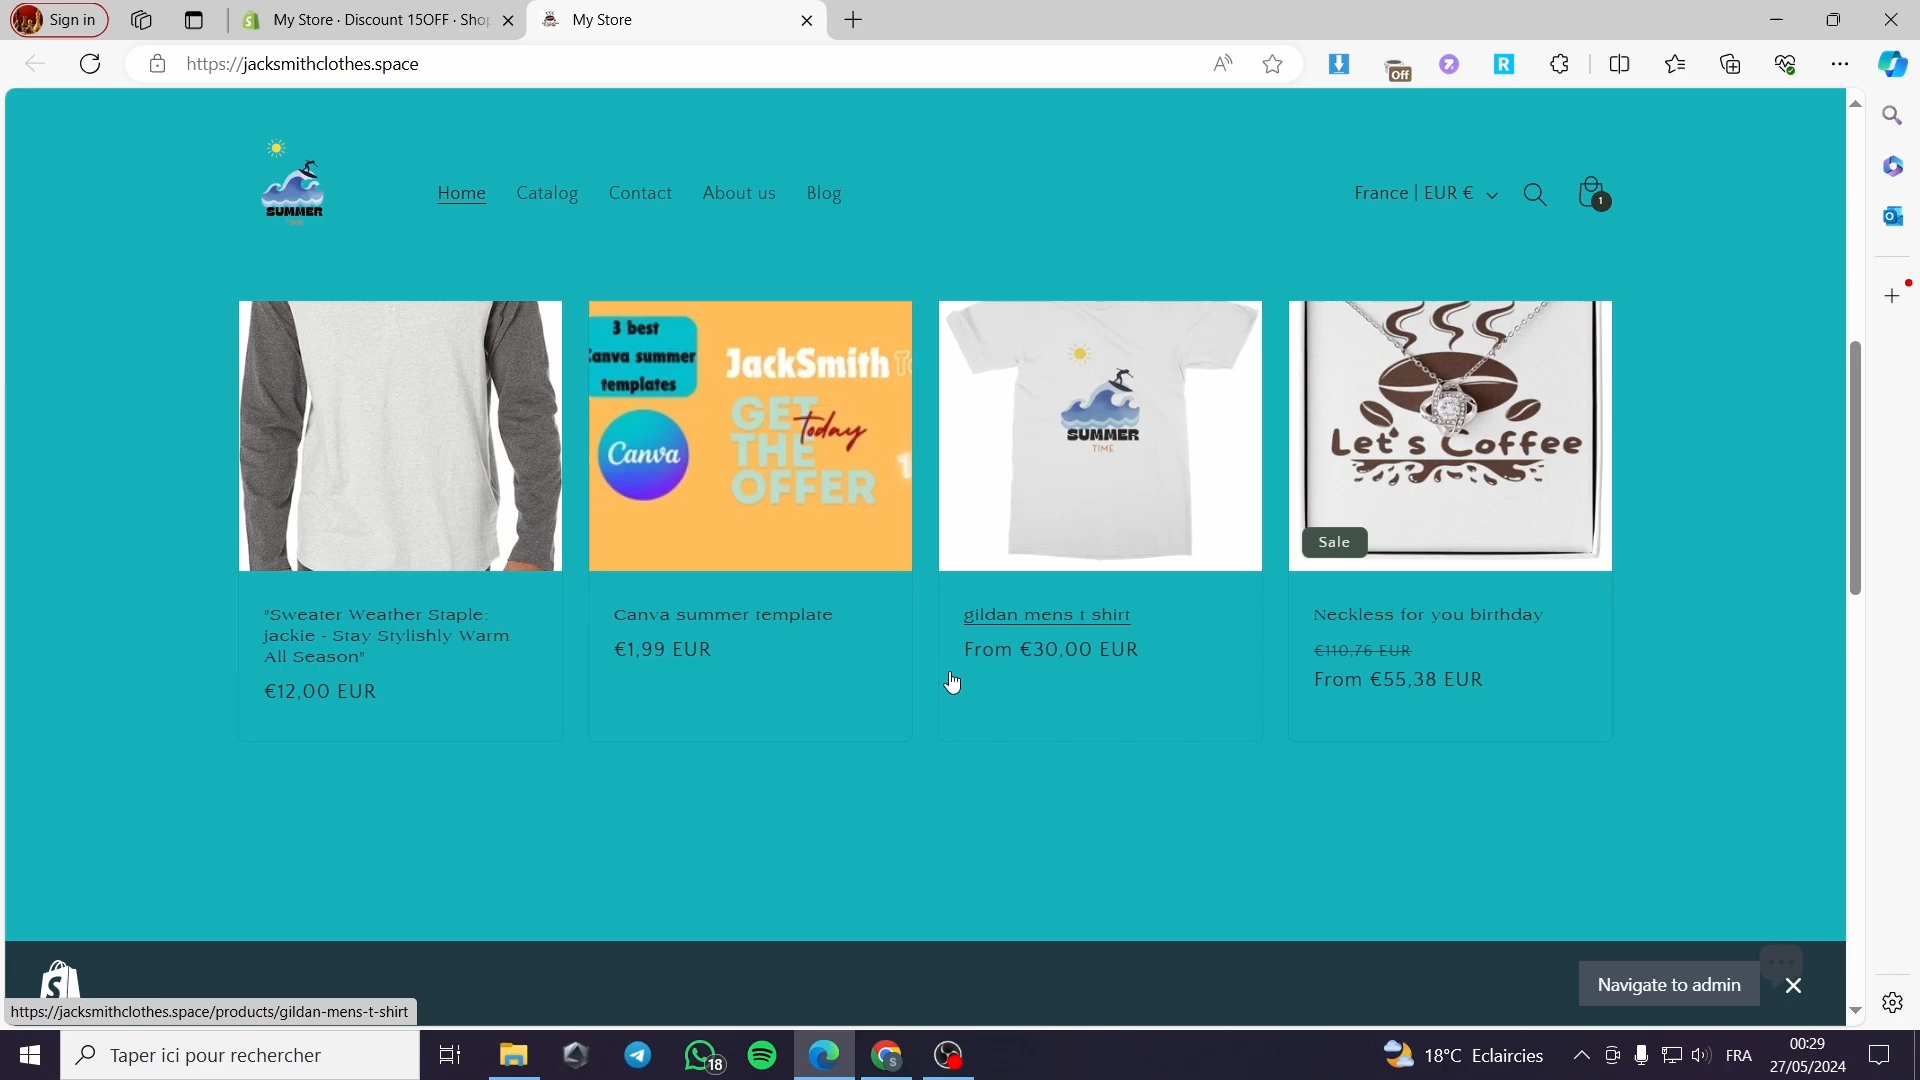 Sign in
My Store · Discount 15OFF · Shop
My Store
https://jacksmithclothes.space
Off
SUMMER
TIME
Home
Catalog
Contact
About us
Blog
France | EUR €
1
3 best
Canva summer
templates
Canva
JackSmith
GET
THE
OFFER
today
SUMMER
TIME
Let's Coffee
Sale
"Sweater Weather Staple:
jackie - Stay Stylishly Warm
All Season"
€12,00 EUR
Canva summer template
€1,99 EUR
gildan mens t shirt
From €30,00 EUR
Neckless for you birthday
€110,76 EUR
From €55,38 EUR
Navigate to admin
https://jacksmithclothes.space/products/gildan-mens-t-shirt
Taper ici pour rechercher
18
18°C Eclaircies
FRA
00:29
27/05/2024